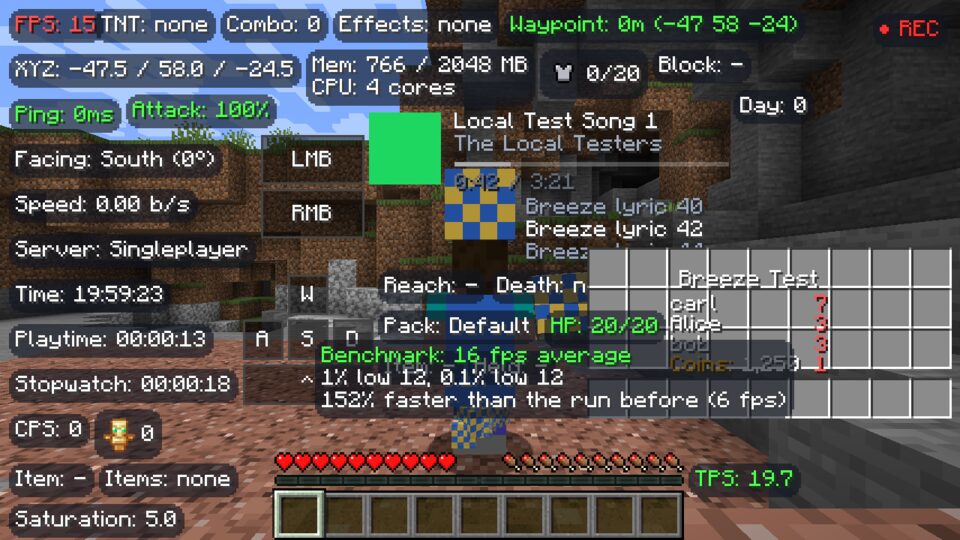 FPS: 15
TNT: none
Combo: 0
Effects: none
Waypoint: 0m (-47 58 -24)
REC
XYZ: -47.5 / 58.0 / -24.5
Mem: 766 / 2048 MB
CPU: 4 cores
0/20
Block: -
Day: 0
Ping: 0ms
Attack: 100%
Local Test Song 1
The Local Testers
0:42 / 3:21
Facing: South (0°)
LMB
Speed: 0.00 b/s
RMB
Breeze lyric 40
Breeze lyric 42
Breeze lyric
Server: Singleplayer
Breeze Test
Time: 19:59:23
W
Reach: -
Death: n
carl 7
Alice 3
bob 3
Coins: 1,250 1
Playtime: 00:00:13
A
S
D
Pack: Default
HP: 20/20
Benchmark: 16 fps average
1% low 12, 0.1% low 12
152% faster than the run before (6 fps)
Stopwatch: 00:00:18
^
CPS: 0
0
Item: -
Items: none
TPS: 19.7
Saturation: 5.0